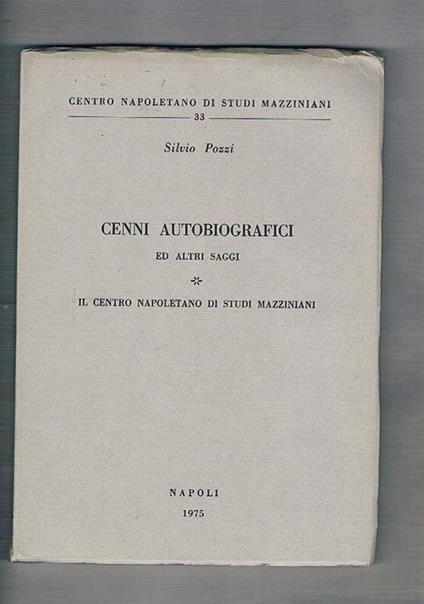 CENTRO NAPOLETANO DI STUDI MAZZINIANI
33
Silvio Pozzi
CENNI AUTOBIOGRAFICI
ED ALTRI SAGGI
IL CENTRO NAPOLETANO DI STUDI MAZZINIANI
NAPOLI
1975